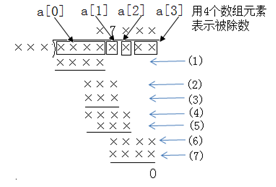 a[0] a[1] a[2] a[3] 用4个数组元素
表示被除数
× 7 × × ×
× × × × × × × × × ×
× × × × (1)
× × × (2)
× × × (3)
× × × × (4)
× × × (5)
× × × × (6)
× × × × (7)
0